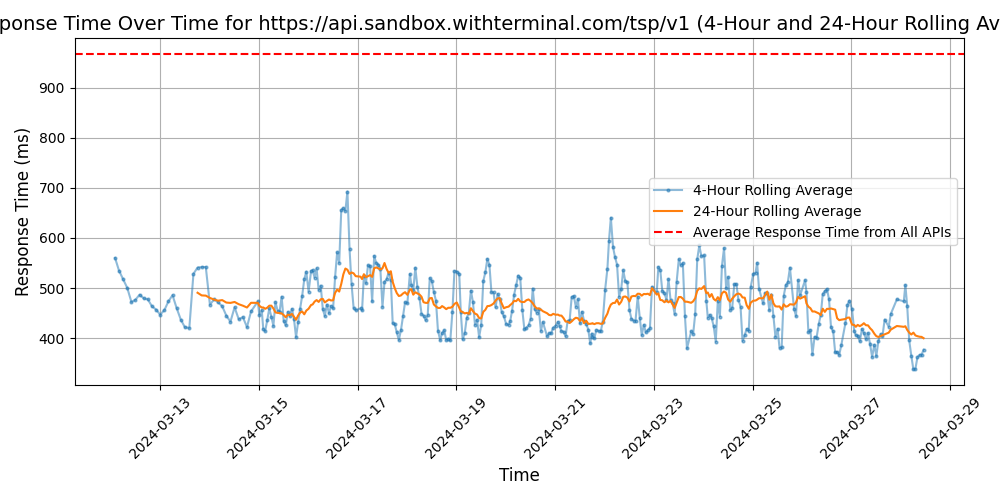 ponse Time Over Time for https://api.sandbox.withterminal.com/tsp/v1 (4-Hour and 24-Hour Rolling Av
Response Time (ms)
900
800
700
600
500
400
4-Hour Rolling Average
24-Hour Rolling Average
Average Response Time from All APIs
2024-03-13
2024-03-15
2024-03-17
2024-03-19
2024-03-21
2024-03-23
2024-03-25
2024-03-27
2024-03-29
Time